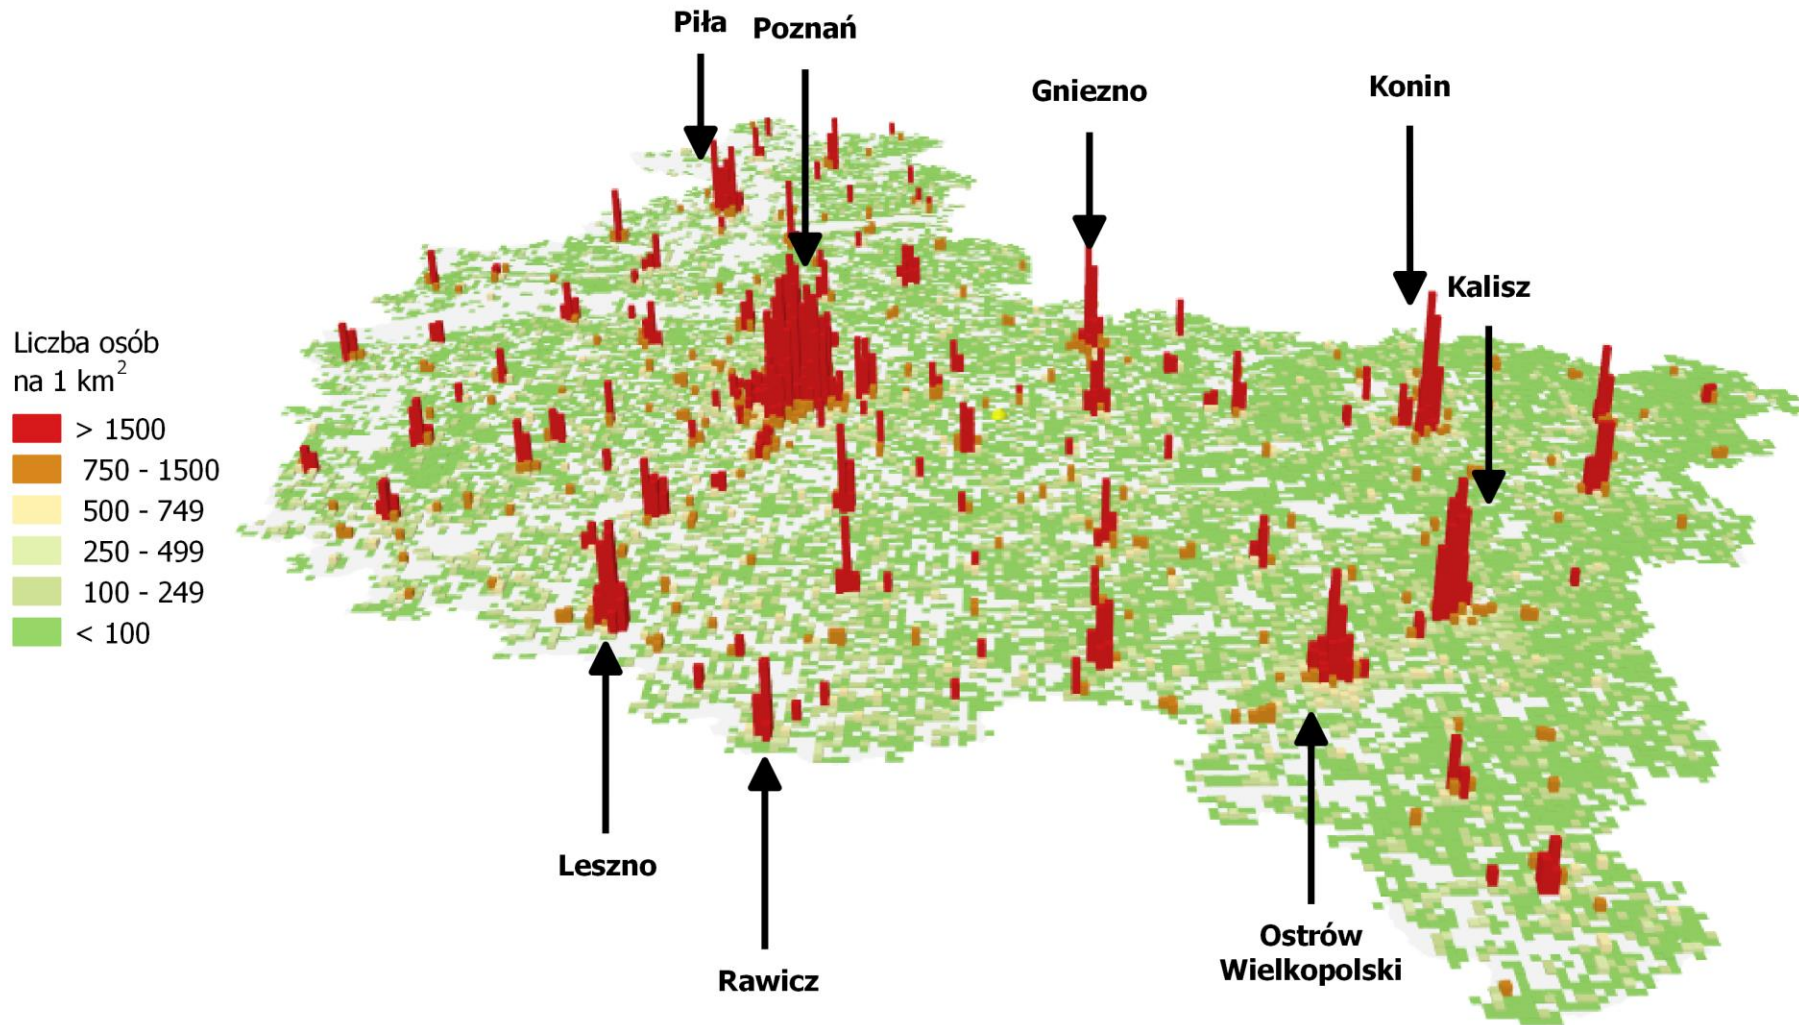 Piła
Poznań
Gniezno
Konin
Kalisz
Liczba osób
na 1 km²
> 1500
750 - 1500
500 - 749
250 - 499
100 - 249
< 100
Leszno
Rawicz
Ostrów
Wielkopolski